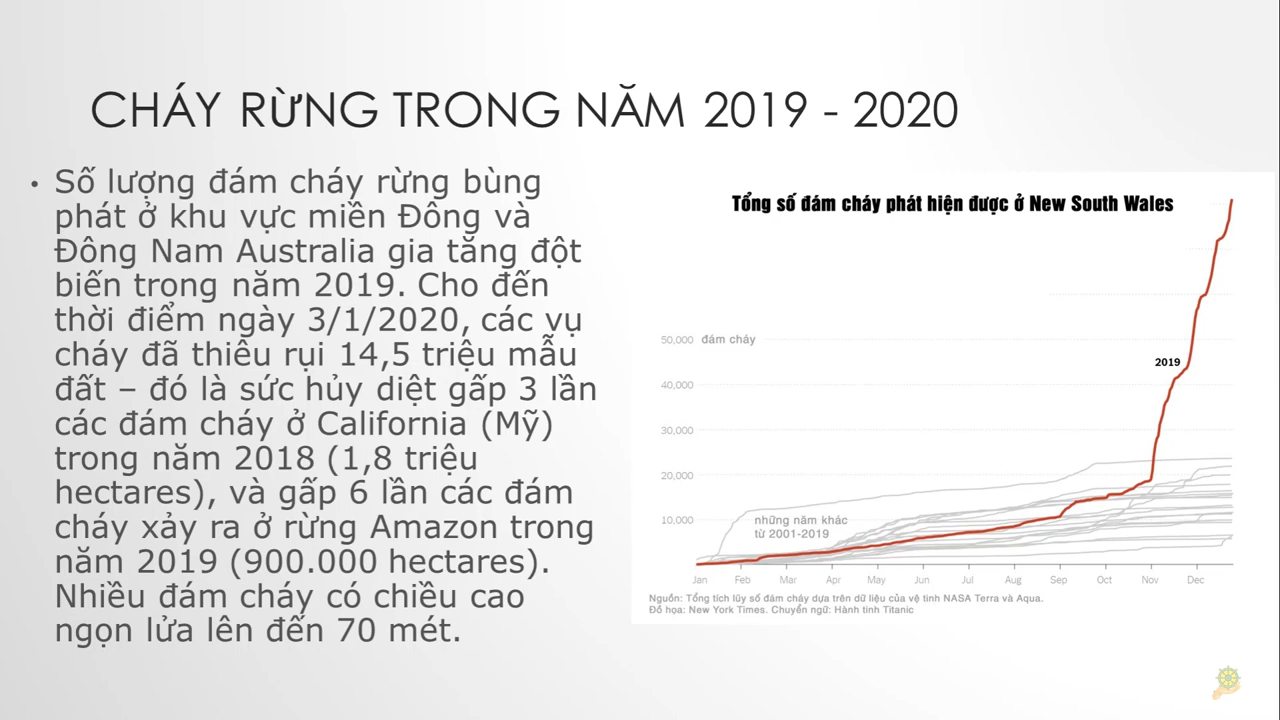 CHÁY RỪNG TRONG NĂM 2019 - 2020
• Số lượng đám cháy rừng bùng
phát ở khu vực miền Đông và
Đông Nam Australia gia tăng đột
biến trong năm 2019. Cho đến
thời điểm ngày 3/1/2020, các vụ
cháy đã thiêu rụi 14,5 triệu mẫu
đất – đó là sức hủy diệt gấp 3 lần
các đám cháy ở California (Mỹ)
trong năm 2018 (1,8 triệu
hectares), và gấp 6 lần các đám
cháy xảy ra ở rừng Amazon trong
năm 2019 (900.000 hectares).
Nhiều đám cháy có chiều cao
ngọn lửa lên đến 70 mét.
Tổng số đám cháy phát hiện được ở New South Wales
50,000 đám cháy
2019
40,000
30,000
20,000
10,000
những năm khác
từ 2001-2019
Jan Feb Mar Apr May Jun Jul Aug Sep Oct Nov Dec
Nguồn: Tổng tích lũy số đám cháy dựa trên dữ liệu của vệ tinh NASA Terra và Aqua.
Đồ họa: New York Times. Chuyển ngữ: Hành tinh Titanic